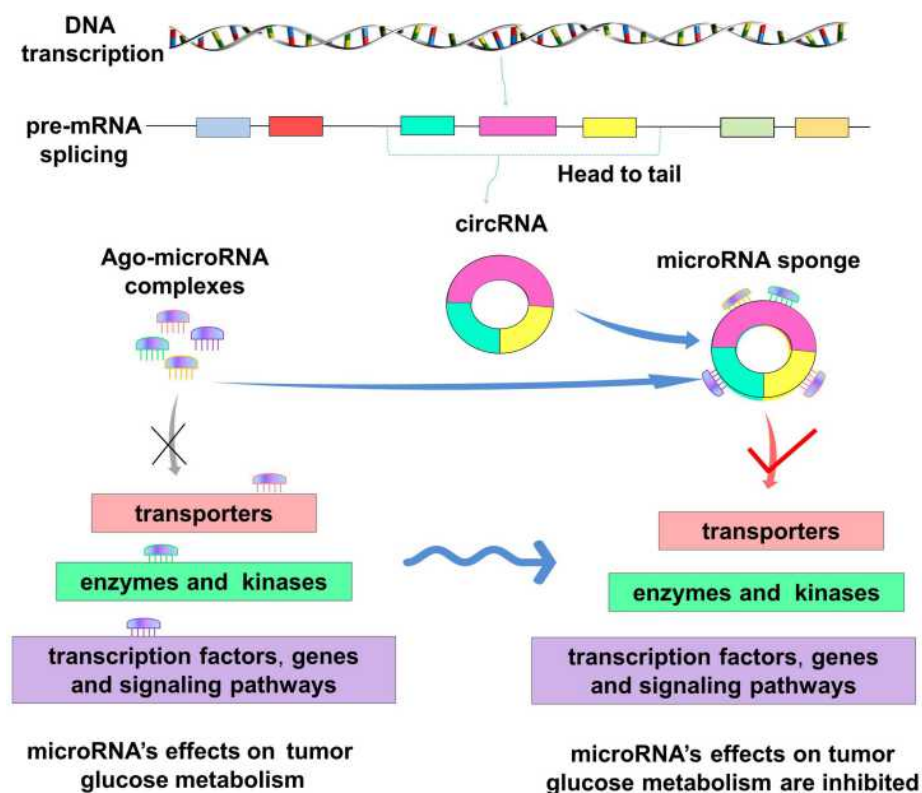 DNA
transcription
pre-mRNA
splicing
Head to tail
circRNA
Ago-microRNA
complexes
microRNA sponge
transporters
enzymes and kinases
transcription factors, genes
and signaling pathways
microRNA's effects on tumor
glucose metabolism
transporters
enzymes and kinases
transcription factors, genes
and signaling pathways
microRNA's effects on tumor
glucose metabolism are inhibited